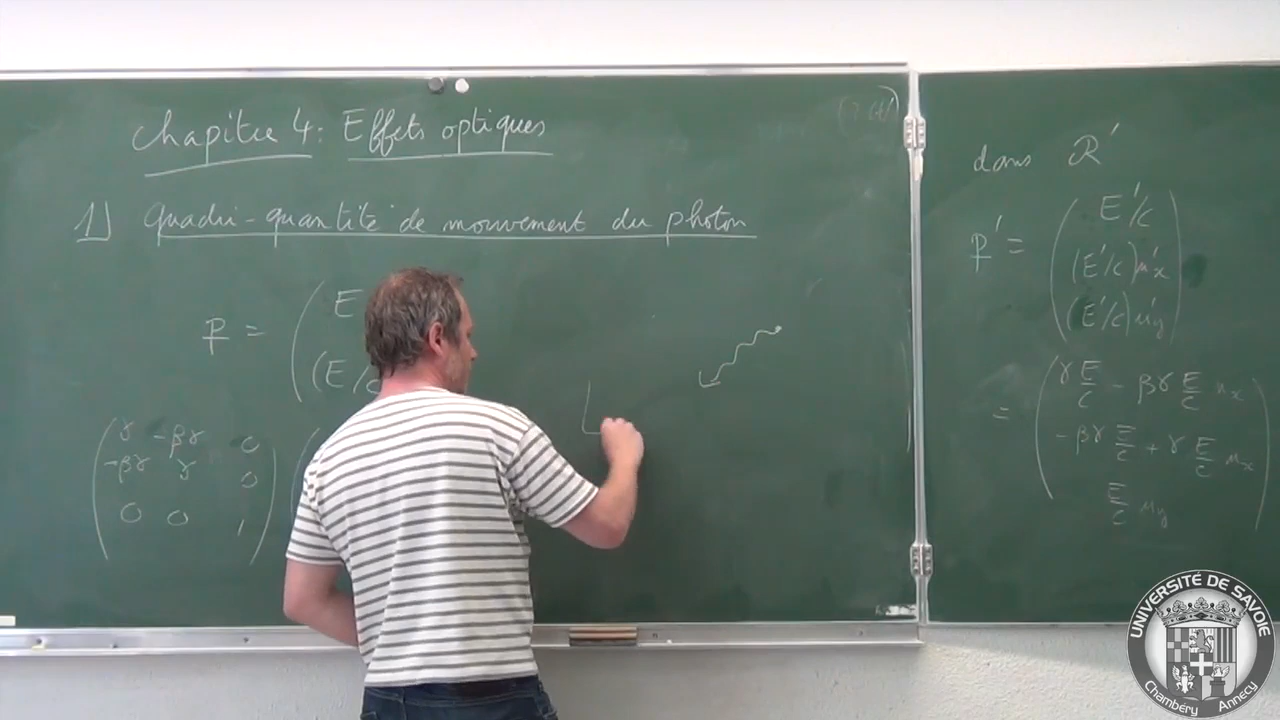 Chapitre 4: Effets optiques
1) Quadri-quantité de mouvement du photon
p = ( E
(E/c
( γ -βγ 0
-βγ γ 0
0 0 1 )
dans R'
p' = ( E'/c
(E'/c) u'x
(E'/c) u'y )
= ( γ E/c - βγ E/c ux
-βγ E/c + γ E/c ux
E/c uy )
UNIVERSITÉ DE SAVOIE
Chambéry Annecy